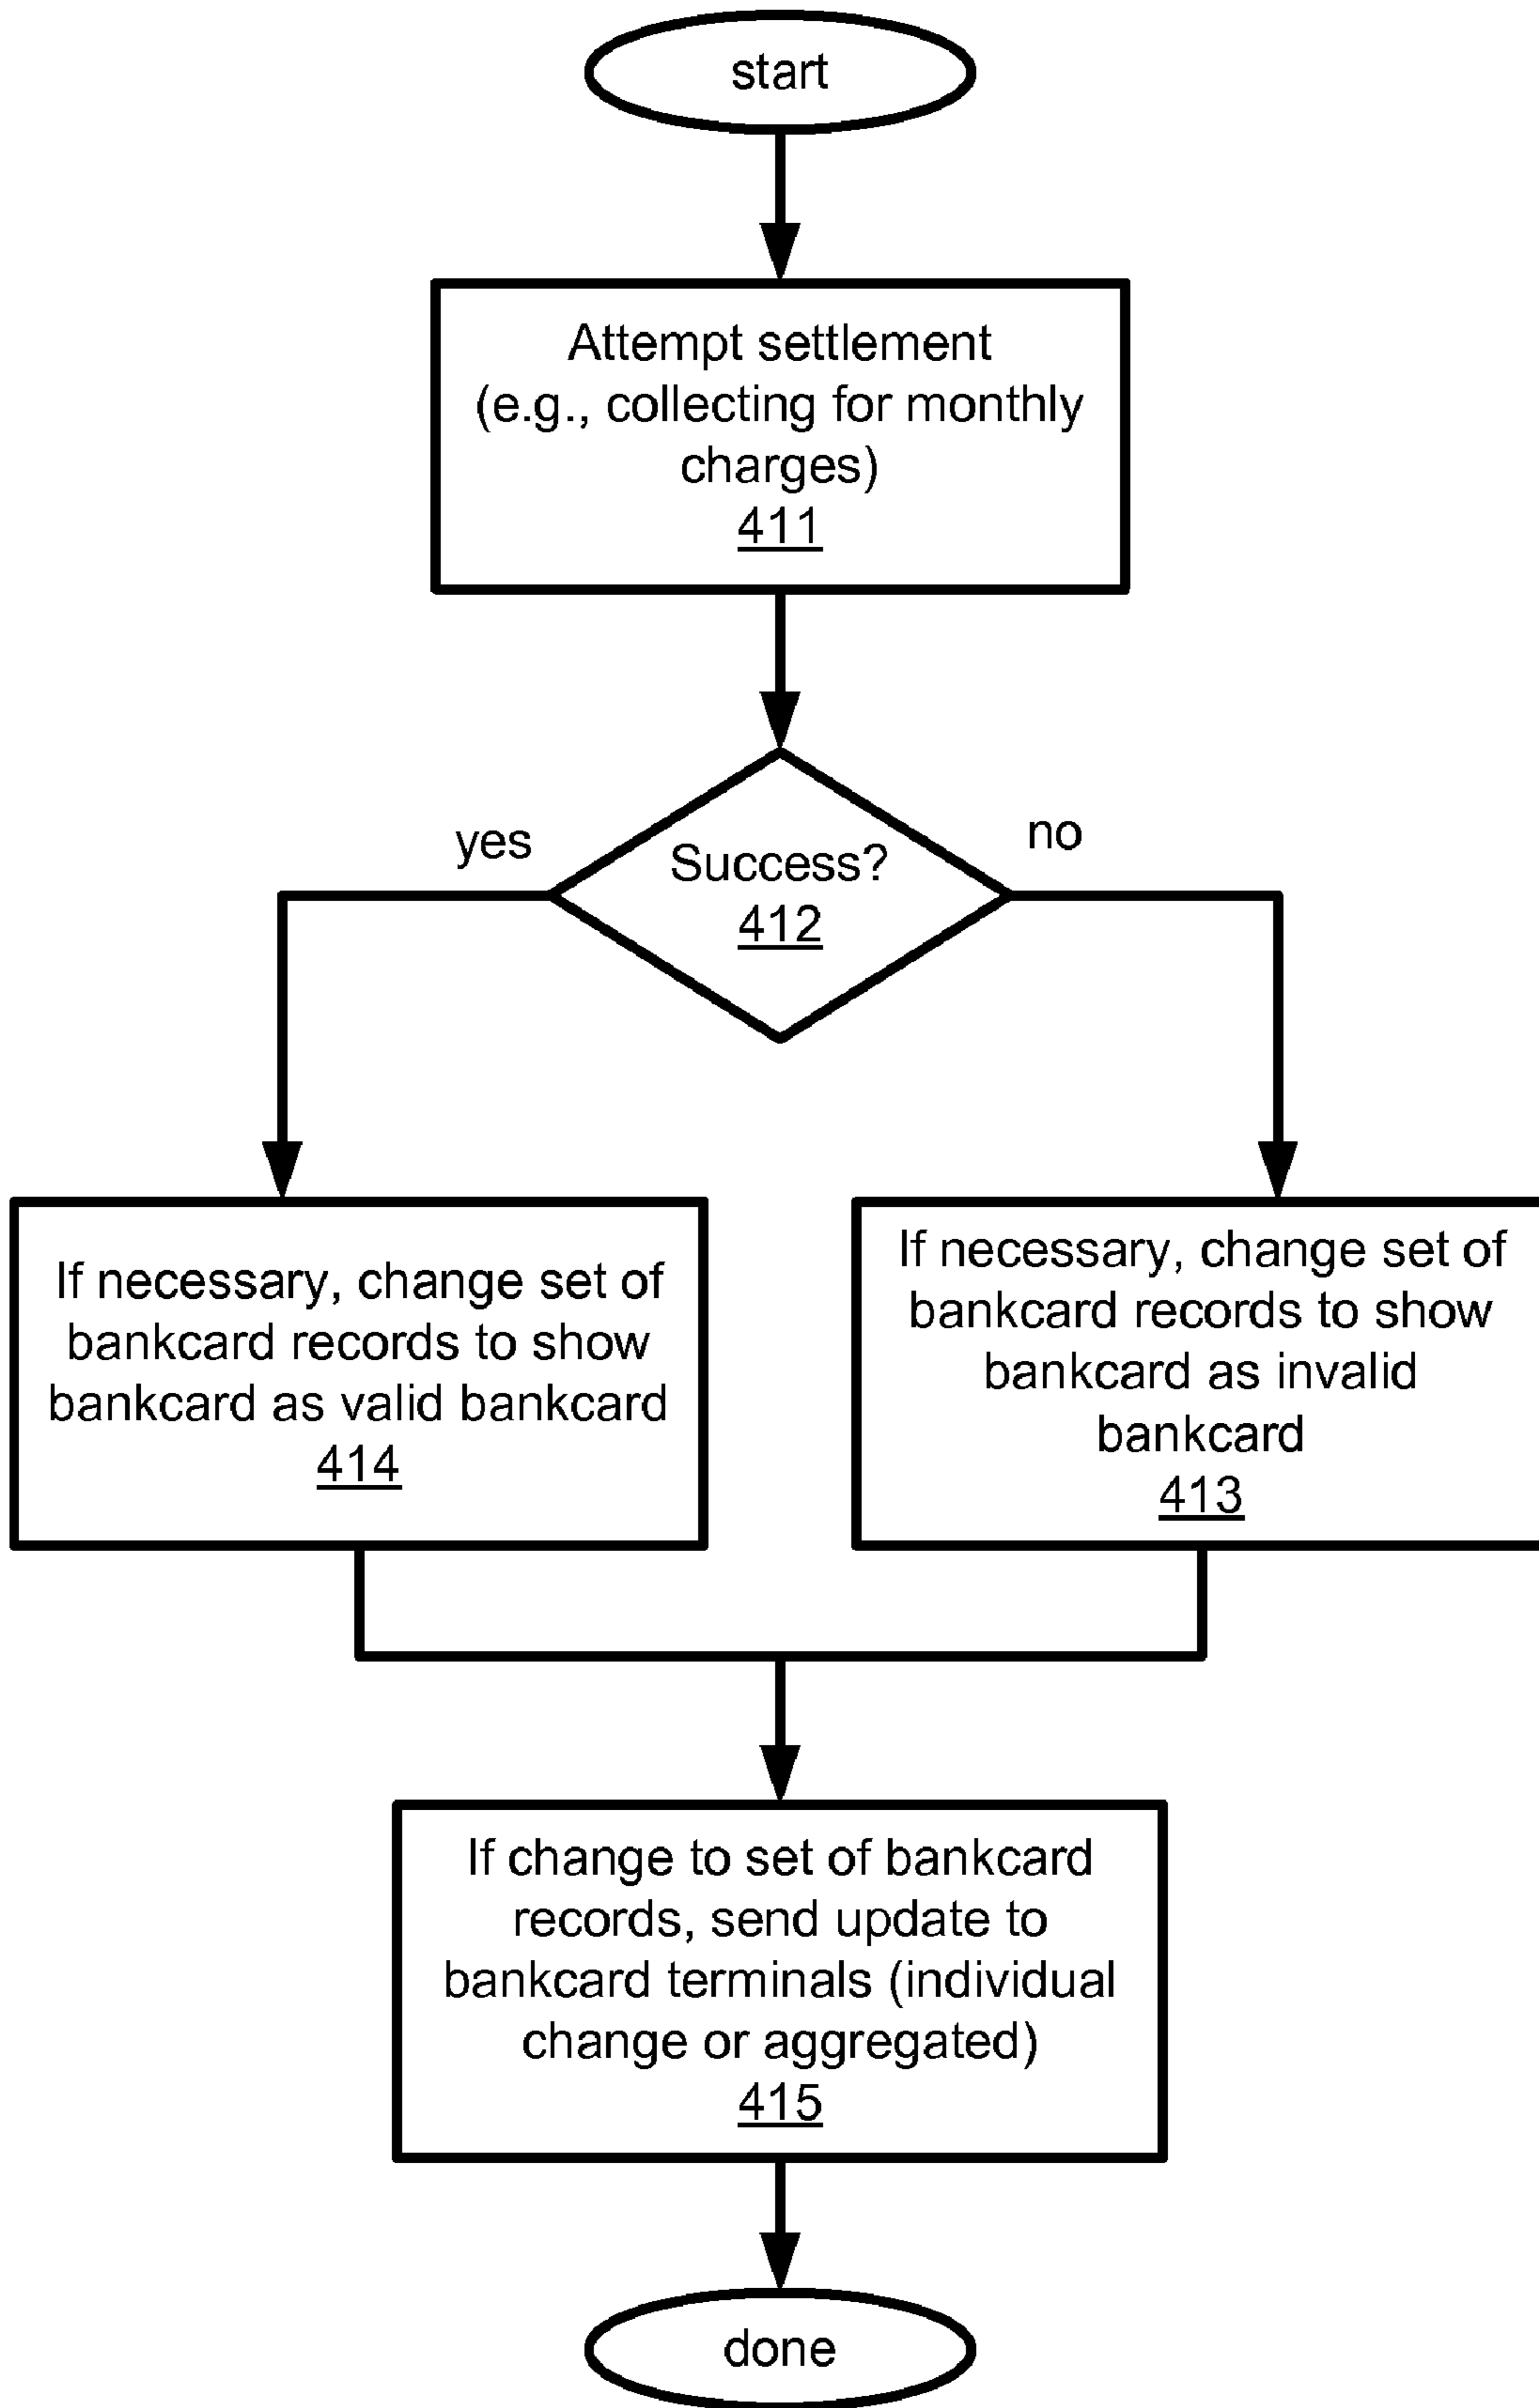 start
Attempt settlement
(e.g., collecting for monthly
charges)
411
yes
no
Success?
412
If necessary, change set of
bankcard records to show
bankcard as valid bankcard
414
If necessary, change set of
bankcard records to show
bankcard as invalid
bankcard
413
If change to set of bankcard
records, send update to
bankcard terminals (individual
change or aggregated)
415
done